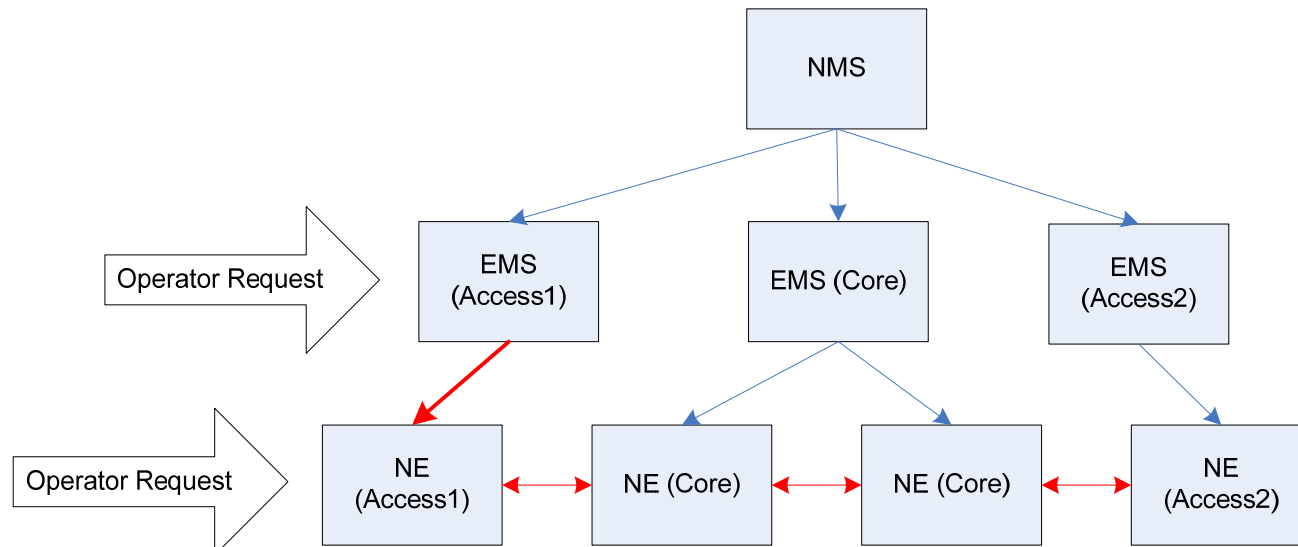 NMS
Operator Request
EMS
(Access1)
EMS (Core)
EMS
(Access2)
Operator Request
NE
(Access1)
NE (Core)
NE (Core)
NE
(Access2)